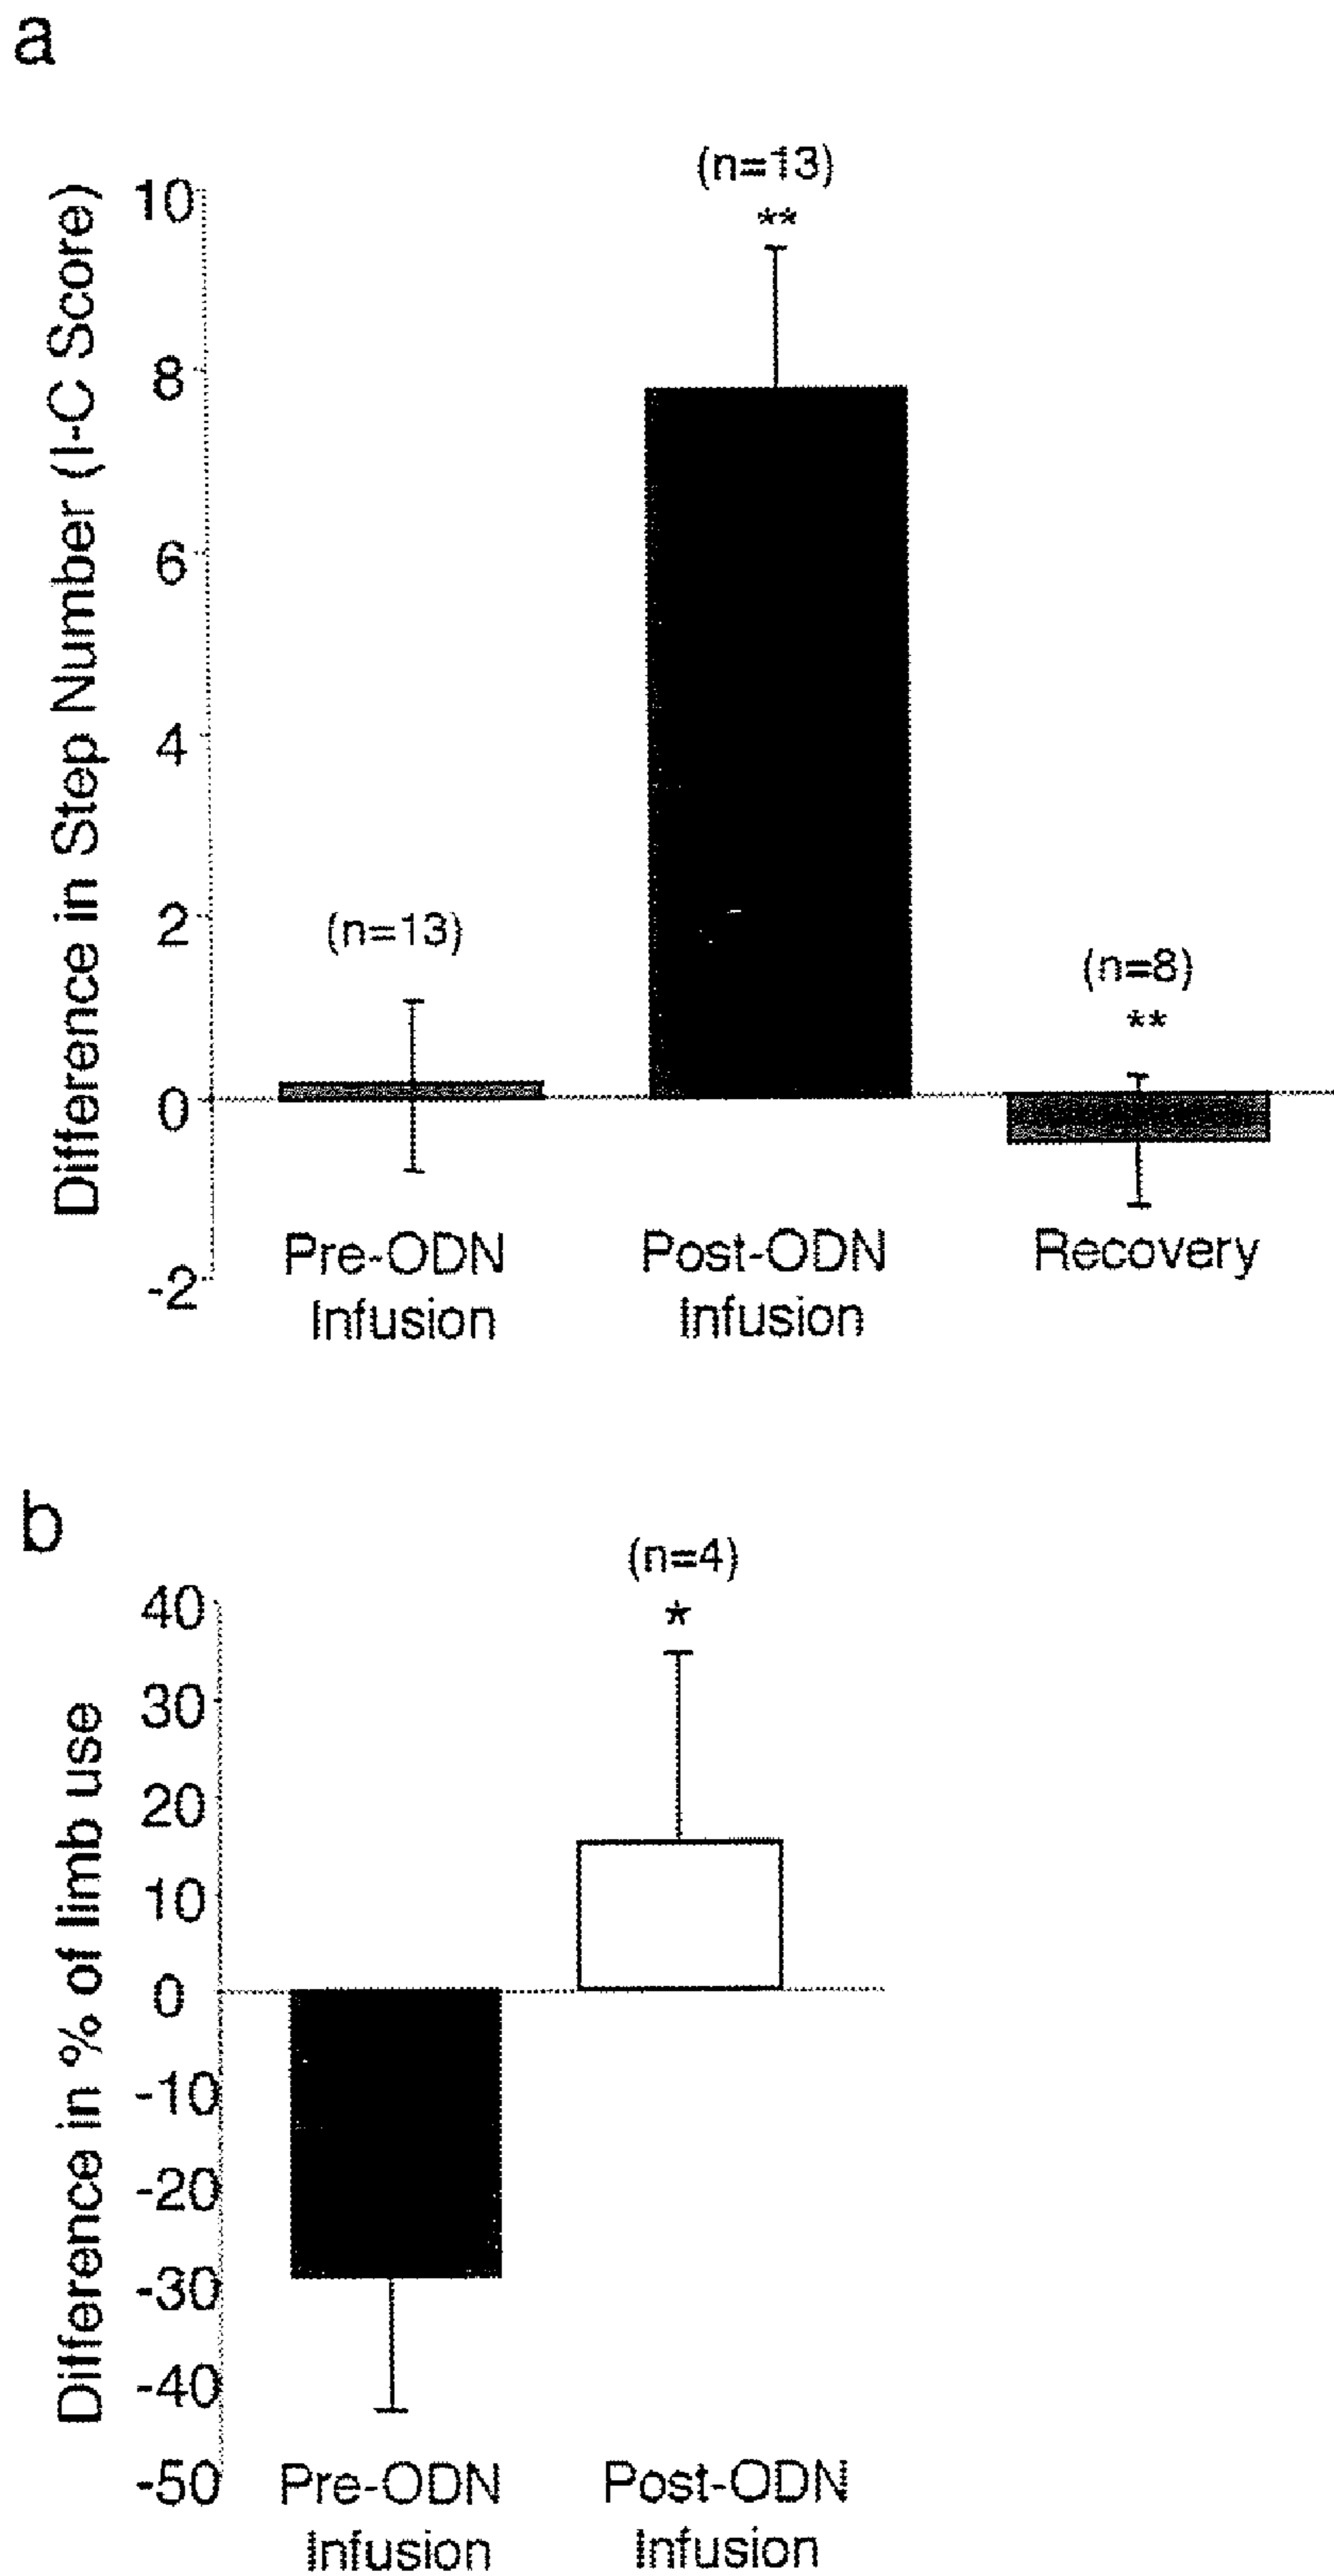 a
Difference in Step Number (I-C Score)
10
8
6
4
2
0
-2
(n=13)
(n=13)
**
(n=8)
**
Pre-ODN
Infusion
Post-ODN
Infusion
Recovery
b
Difference in % of limb use
40
30
20
10
0
-10
-20
-30
-40
-50
(n=4)
*
Pre-ODN
Infusion
Post-ODN
Infusion